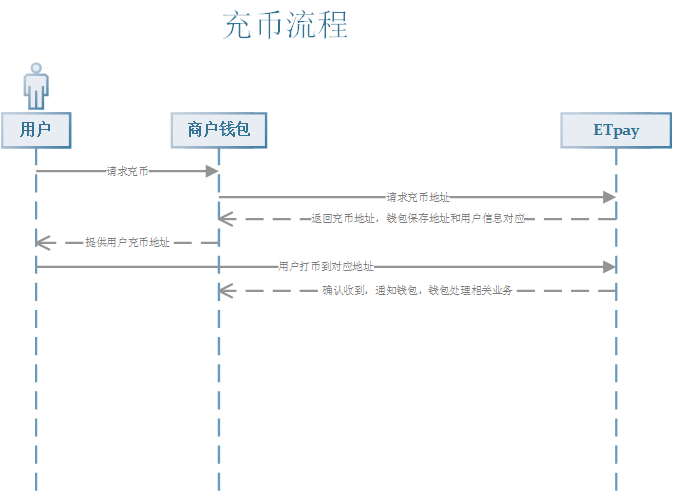 充币流程
用户
商户钱包
ETpay
请求充币
请求充币地址
返回充币地址，钱包保存地址和用户信息对应
提供用户充币地址
用户打币到对应地址
确认收到，通知钱包，钱包处理相关业务